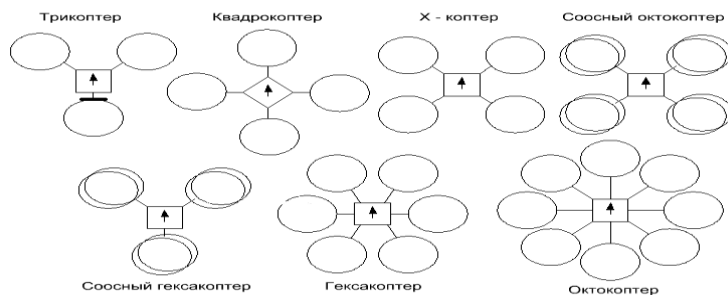 Трикоптер
Квадрокоптер
X - коптер
Соосный октокоптер
Соосный гексакоптер
Гексакоптер
Октокоптер